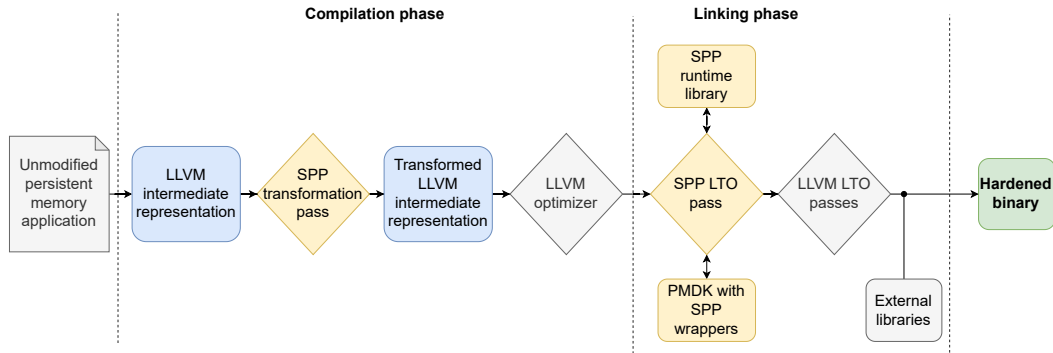 Compilation phase
Linking phase
Unmodified
persistent
memory
application
LLVM
intermediate
representation
SPP
transformation
pass
Transformed
LLVM
intermediate
representation
LLVM
optimizer
SPP
runtime
library
SPP LTO
pass
PMDK with
SPP
wrappers
LLVM LTO
passes
External
libraries
Hardened
binary